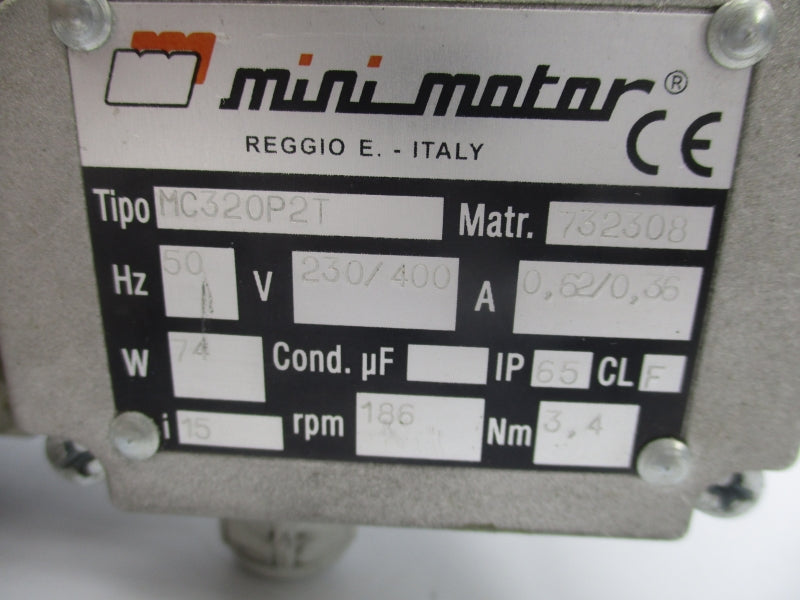 mini motor®
REGGIO E. - ITALY
CE
Tipo MC320P2T Matr. 732308
Hz 50 V 230/400 A 0,62/0,36
W 74 Cond. µF IP 65 CL F
i 15 rpm 186 Nm 3,4